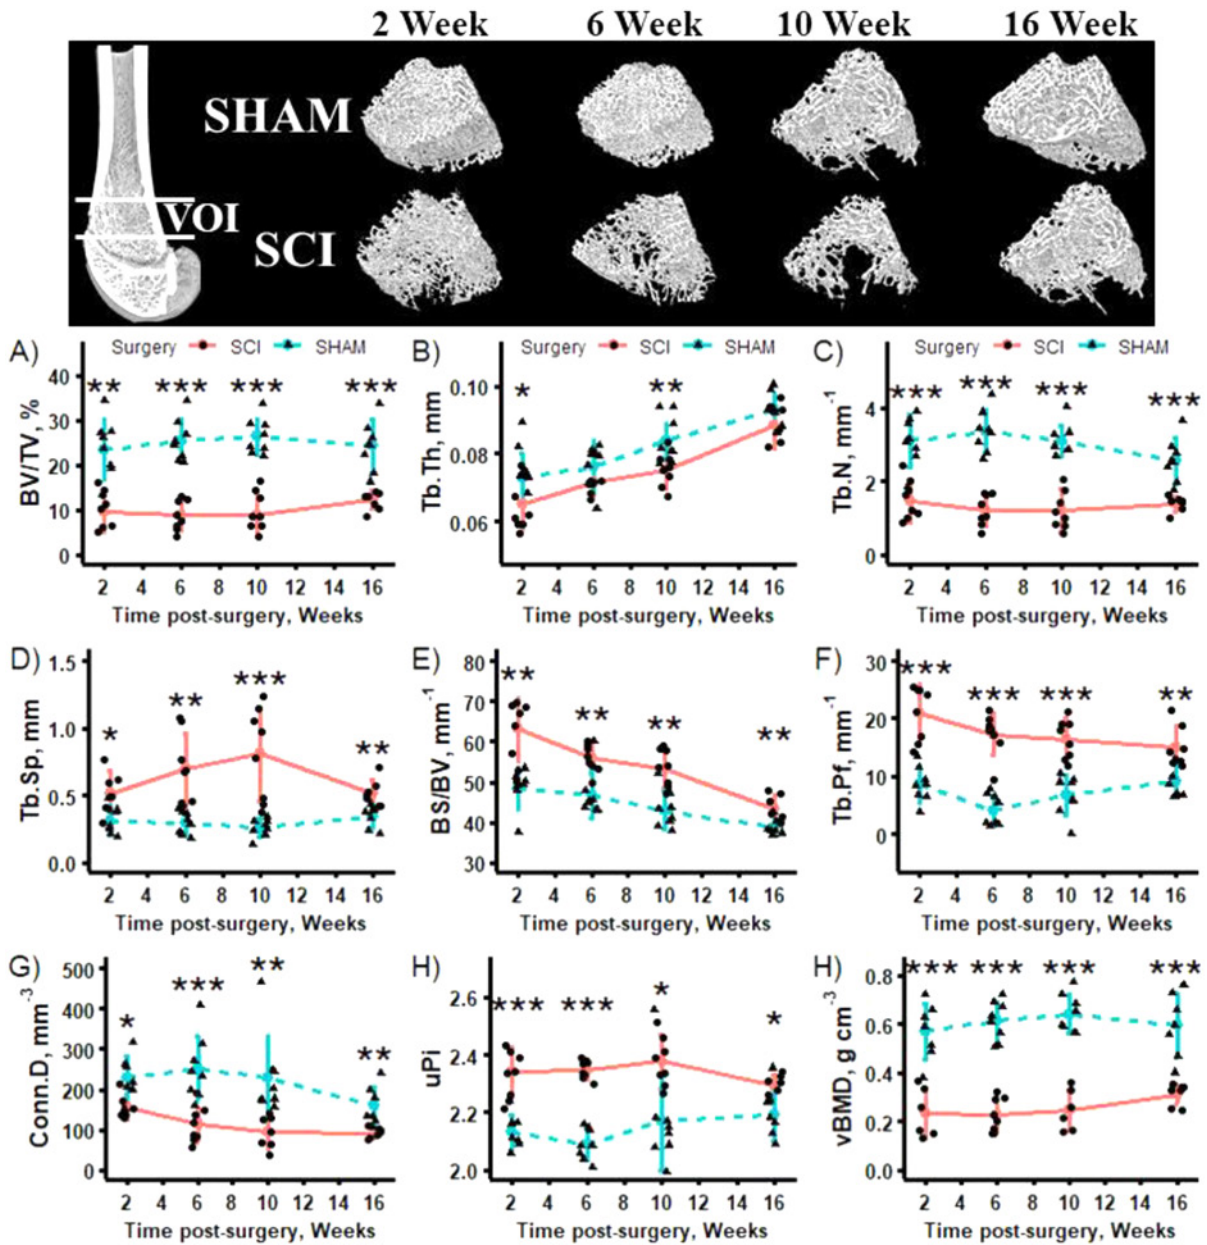 2 Week 6 Week 10 Week 16 Week
SHAM
VOI
SCI
A) Surgery SCI SHAM
BV/TV, %
40
30
20
10
0
** *** *** ***
2 4 6 8 10 12 14 16
Time post-surgery, Weeks
B)
Tb.Th, mm
0.10
0.08
0.06
* **
2 4 6 8 10 12 14 16
Time post-surgery, Weeks
C) Surgery SCI SHAM
Tb.N, mm-1
4
2
0
*** *** *** ***
2 4 6 8 10 12 14 16
Time post-surgery, Weeks
D)
Tb.Sp, mm
1.5
1.0
0.5
0.0
* ** *** **
2 4 6 8 10 12 14 16
Time post-surgery, Weeks
E)
BS/BV, mm-1
80
70
60
50
40
30
** ** ** **
2 4 6 8 10 12 14 16
Time post-surgery, Weeks
F)
Tb.Pf, mm-1
30
20
10
0
*** *** *** **
2 4 6 8 10 12 14 16
Time post-surgery, Weeks
G)
Conn.D, mm-3
500
400
300
200
100
0
* *** ** **
2 4 6 8 10 12 14 16
Time post-surgery, Weeks
H)
uPi
2.6
2.4
2.2
2.0
*** *** * *
2 4 6 8 10 12 14 16
Time post-surgery, Weeks
H)
vBMD, g cm-3
0.8
0.6
0.4
0.2
0.0
*** *** *** ***
2 4 6 8 10 12 14 16
Time post-surgery, Weeks